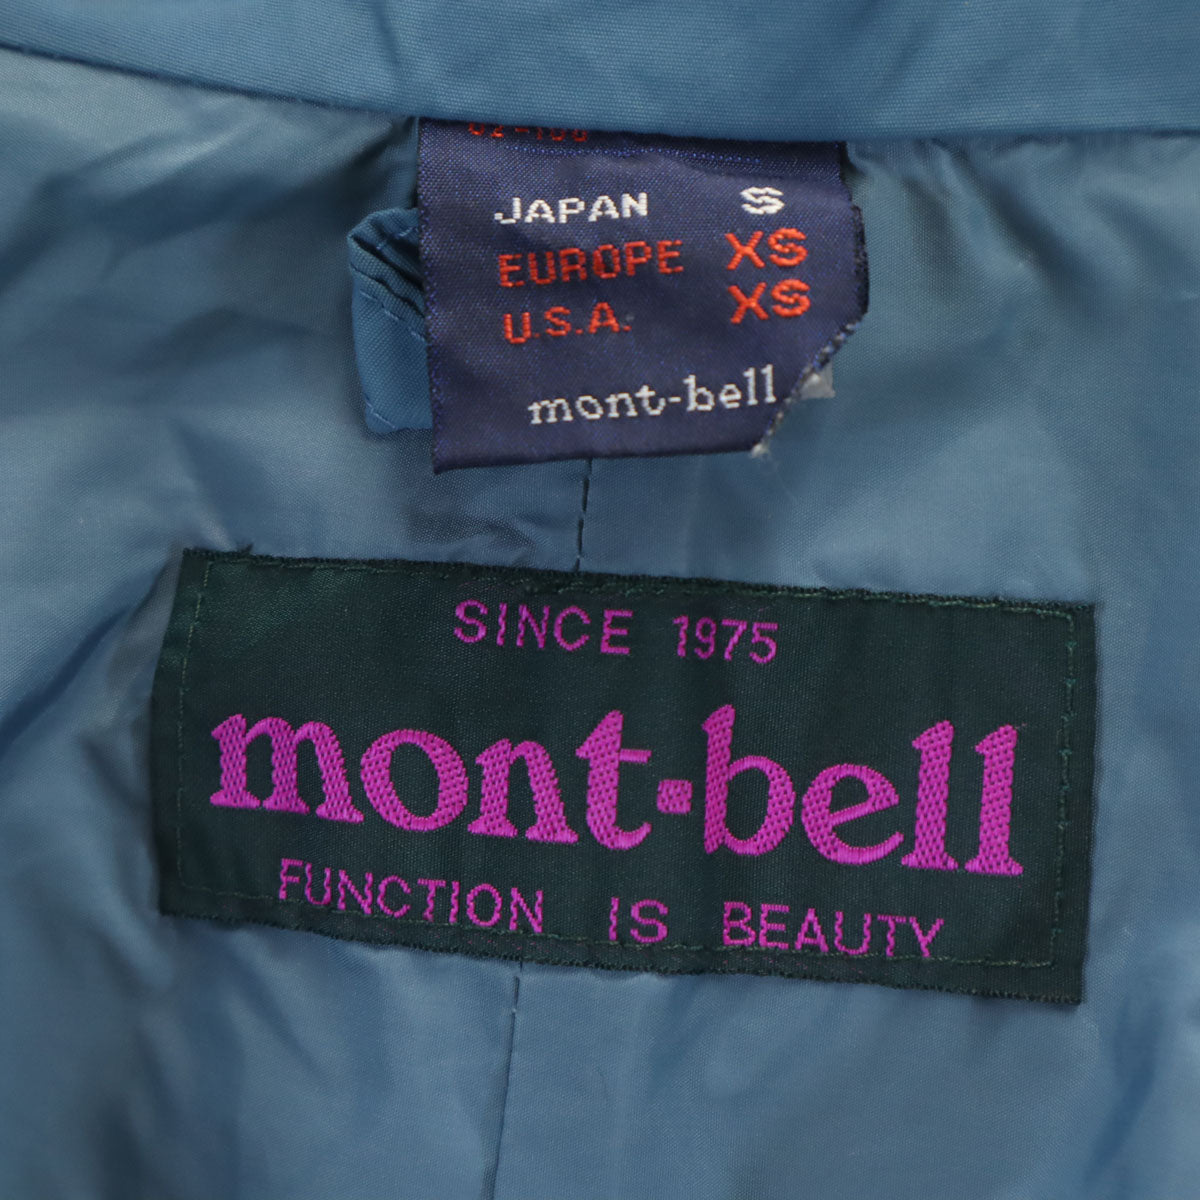 JAPAN S
EUROPE XS
U.S.A. XS
mont-bell
SINCE 1975
mont-bell
FUNCTION IS BEAUTY